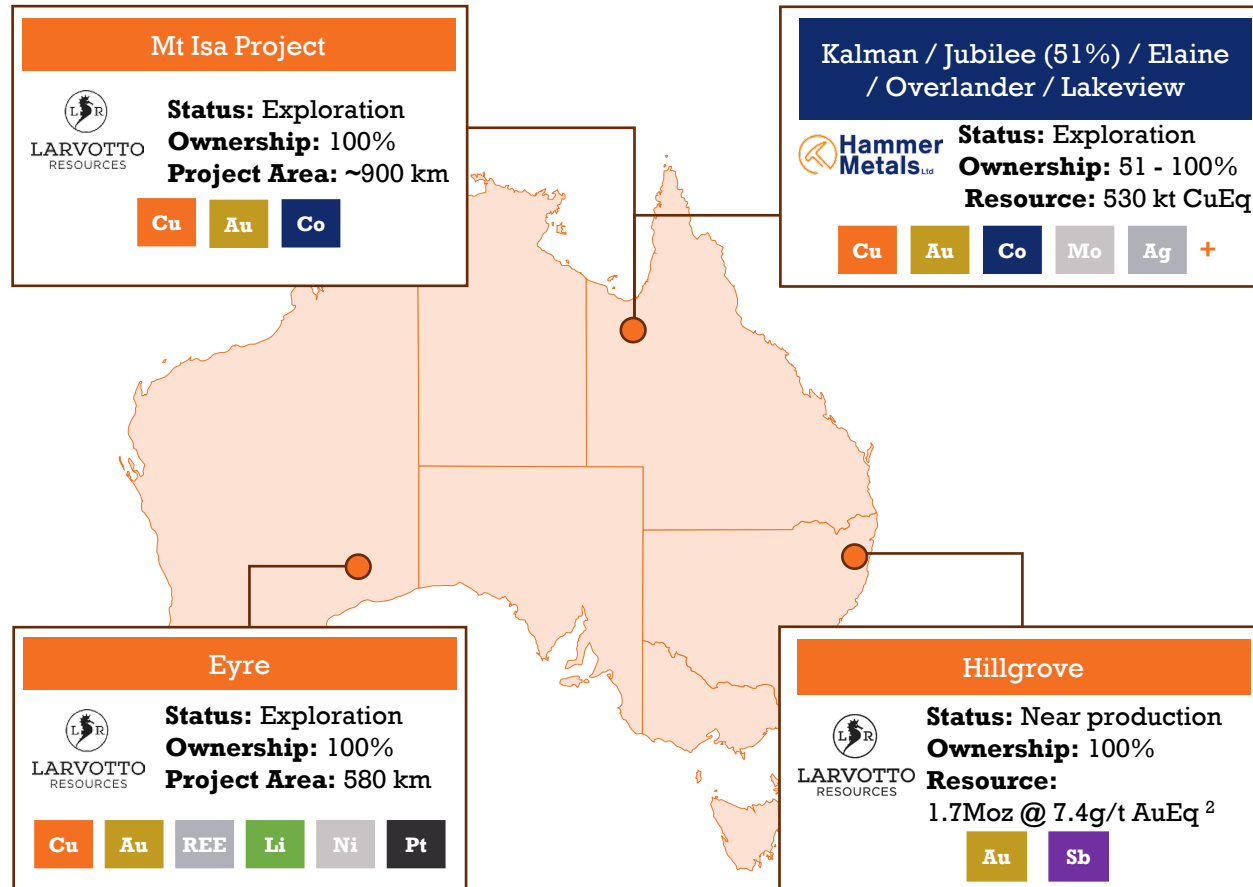 Mt Isa Project
L R
LARVOTTO
RESOURCES
Status: Exploration
Ownership: 100%
Project Area: ~900 km
Cu Au Co
Kalman / Jubilee (51%) / Elaine
/ Overlander / Lakeview
Hammer
Metals Ltd
Status: Exploration
Ownership: 51 - 100%
Resource: 530 kt CuEq
Cu Au Co Mo Ag +
Eyre
L R
LARVOTTO
RESOURCES
Status: Exploration
Ownership: 100%
Project Area: 580 km
Cu Au REE Li Ni Pt
Hillgrove
L R
LARVOTTO
RESOURCES
Status: Near production
Ownership: 100%
Resource:
1.7Moz @ 7.4g/t AuEq ²
Au Sb